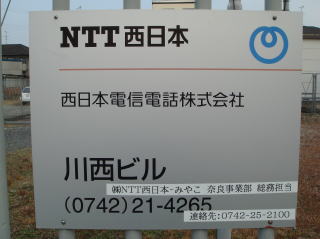 NTT西日本
西日本電信電話株式会社
川西ビル
㈱NTT西日本-みやこ 奈良事業部 総務担当
(0742)21-4265
連絡先:0742-25-2100